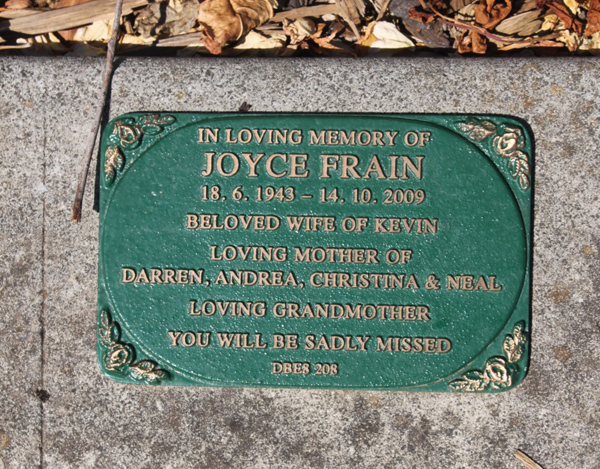 IN LOVING MEMORY OF
JOYCE FRAIN
18. 6. 1943 – 14. 10. 2009
BELOVED WIFE OF KEVIN
LOVING MOTHER OF
DARREN, ANDREA, CHRISTINA & NEAL
LOVING GRANDMOTHER
YOU WILL BE SADLY MISSED
DBE8 208